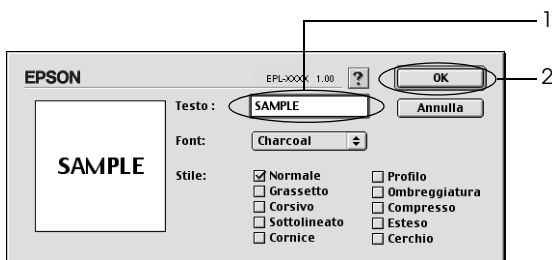 1
EPSON EPL-XXXX 1.00 ? OK 2
Testo : SAMPLE Annulla
Font: Charcoal
SAMPLE
Stile: Normale Profilo
Grassetto Ombreggiatura
Corsivo Compresso
Sottolineato Esteso
Cornice Cerchio